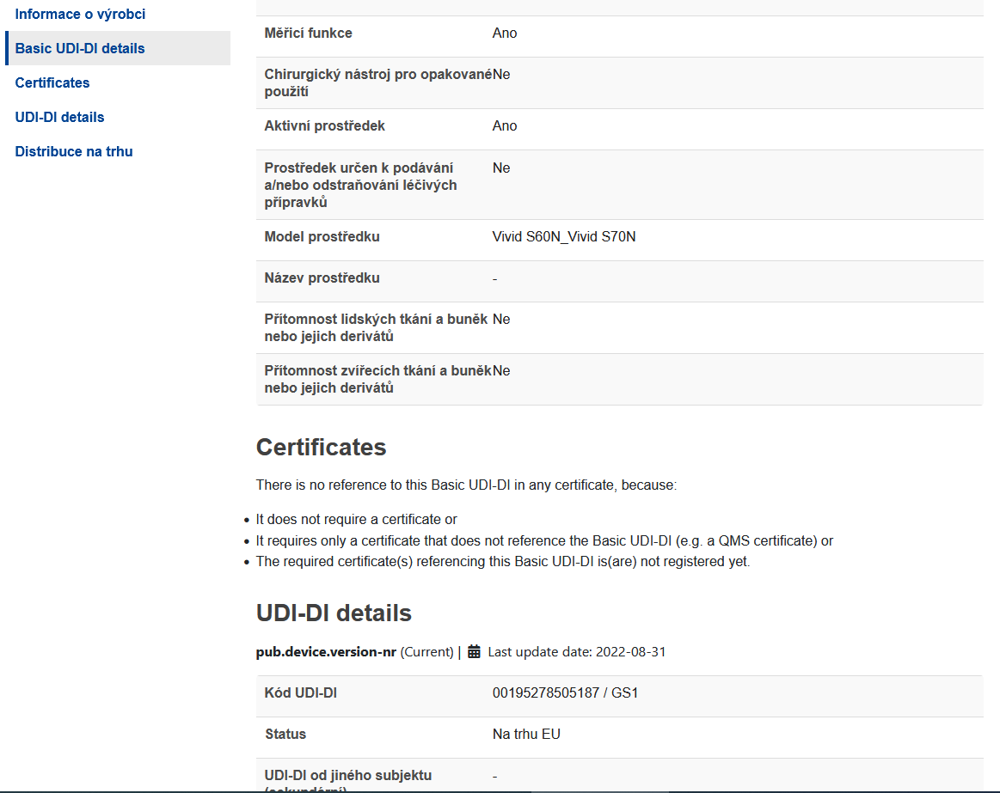 Informace o výrobci
Basic UDI-DI details
Certificates
UDI-DI details
Distribuce na trhu
Měřicí funkce Ano
Chirurgický nástroj pro opakované Ne
použití
Aktivní prostředek Ano
Prostředek určen k podávání Ne
a/nebo odstraňování léčivých
přípravků
Model prostředku Vivid S60N_Vivid S70N
Název prostředku -
Přítomnost lidských tkání a buněk Ne
nebo jejich derivátů
Přítomnost zvířecích tkání a buněk Ne
nebo jejich derivátů
Certificates
There is no reference to this Basic UDI-DI in any certificate, because:
• It does not require a certificate or
• It requires only a certificate that does not reference the Basic UDI-DI (e.g. a QMS certificate) or
• The required certificate(s) referencing this Basic UDI-DI is(are) not registered yet.
UDI-DI details
pub.device.version-nr (Current) | Last update date: 2022-08-31
Kód UDI-DI 00195278505187 / GS1
Status Na trhu EU
UDI-DI od jiného subjektu -
(sekundární)